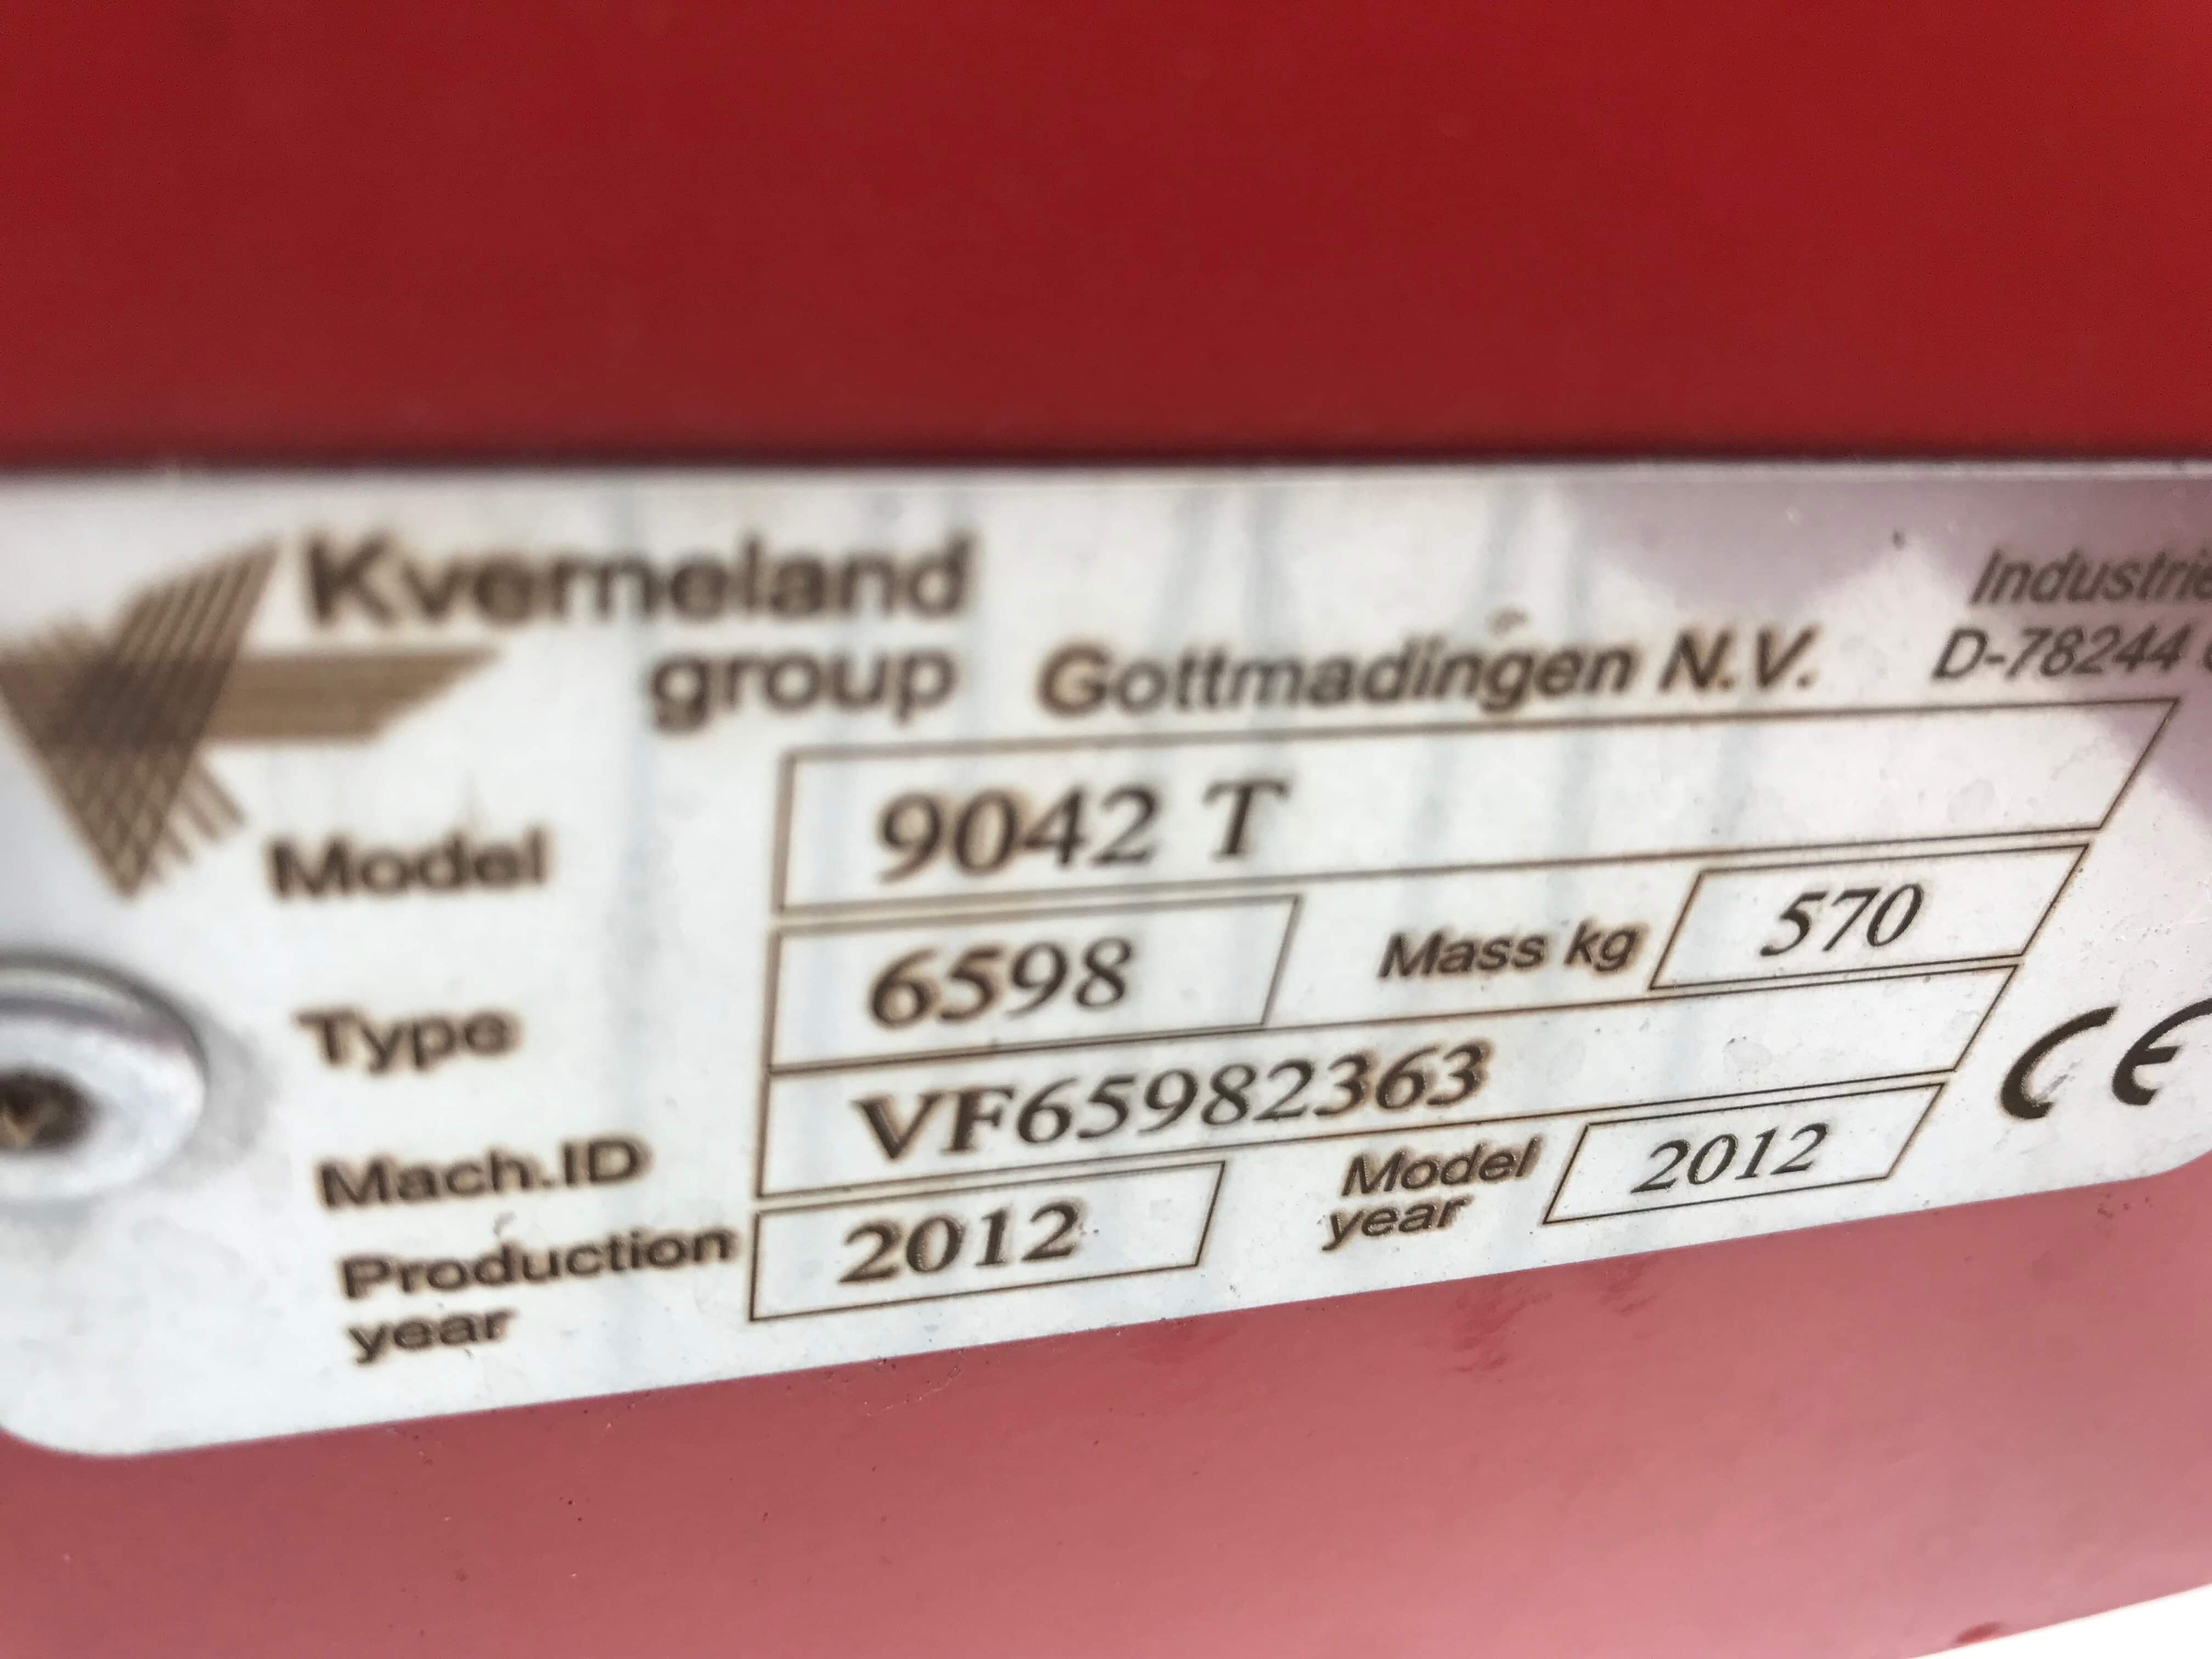 Kverneland
group Gottmadingen N.V.
Industrie
D-78244
Model 9042 T
Type 6598 Mass kg 570
Mach.ID VF65982363
Production year 2012 Model year 2012
CE